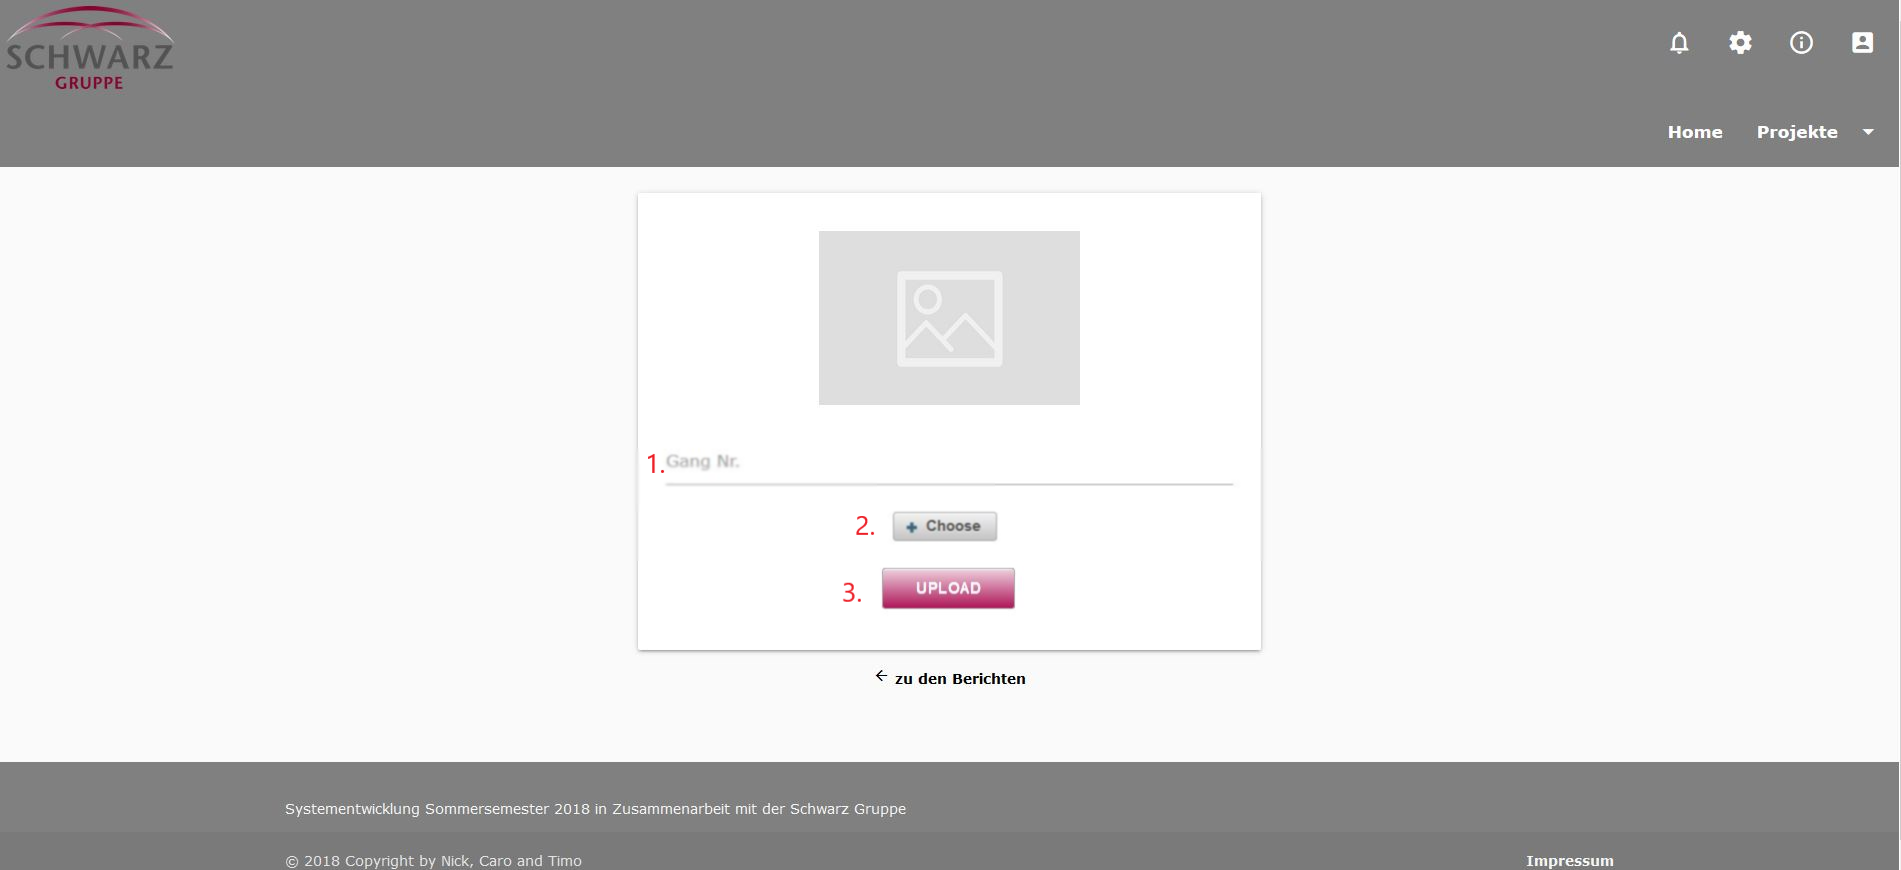 SCHWARZ
GRUPPE
Home Projekte
1. Gang Nr.
2. Choose
3. UPLOAD
zu den Berichten
Systementwicklung Sommersemester 2018 in Zusammenarbeit mit der Schwarz Gruppe
© 2018 Copyright by Nick, Caro and Timo Impressum